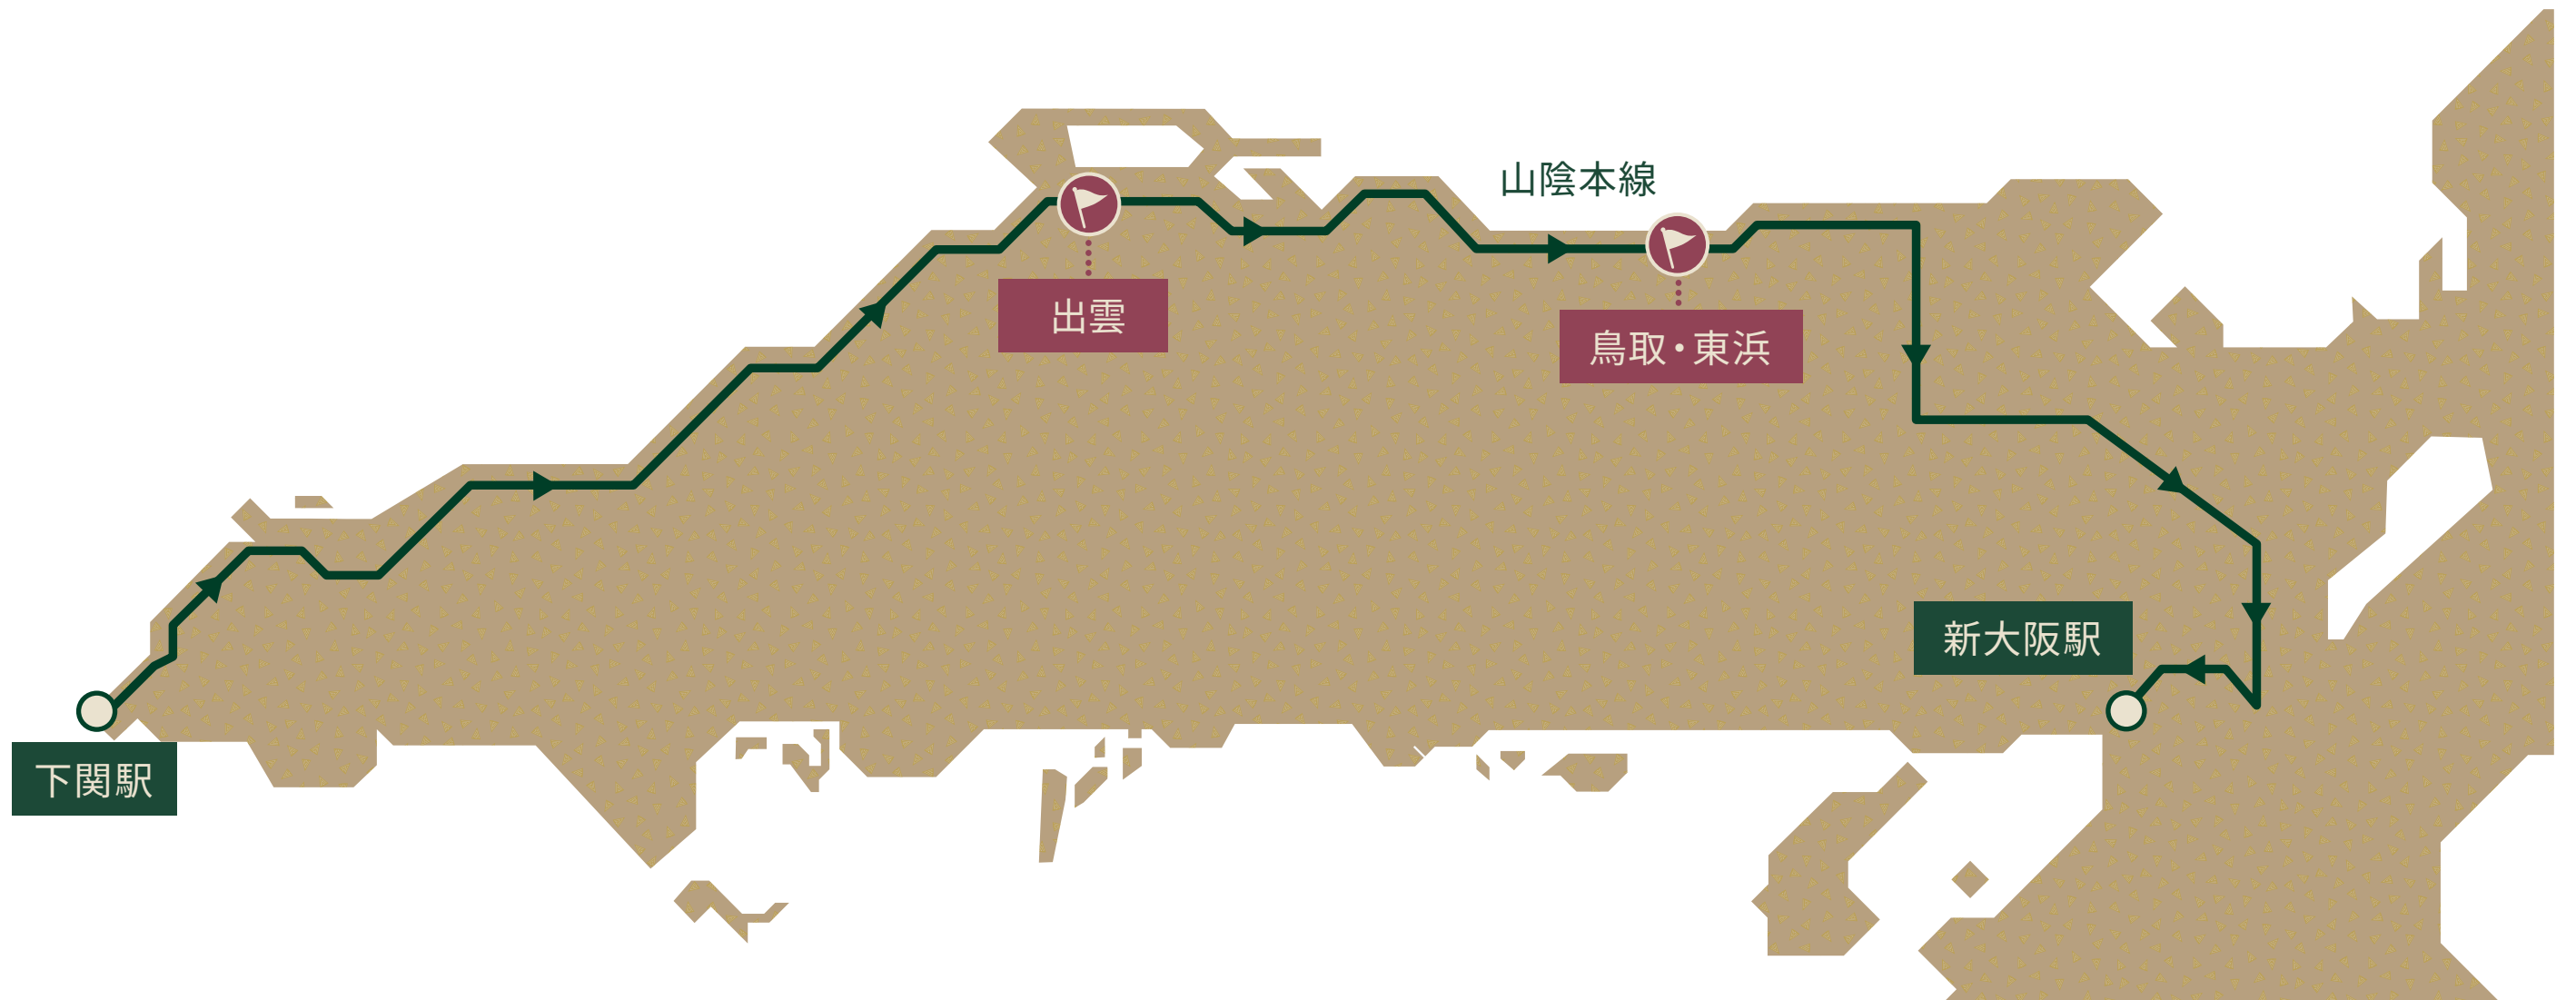 山陰本線
出雲
鳥取・東浜
新大阪駅
下関駅